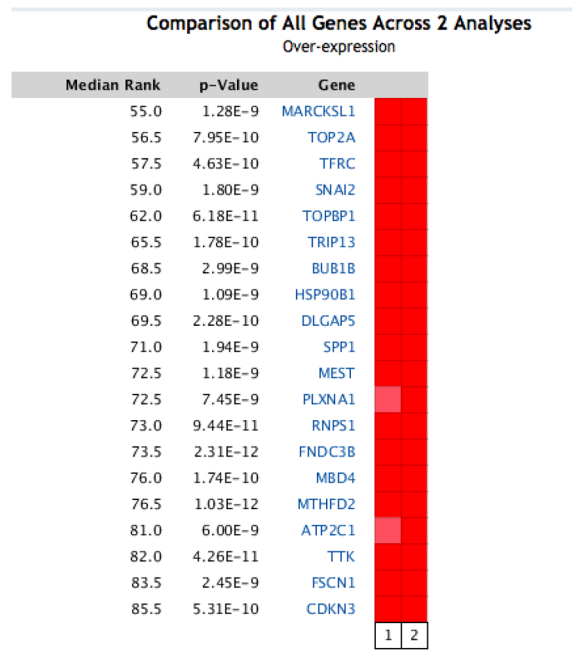 Comparison of All Genes Across 2 Analyses
Over-expression
Median Rank p-Value Gene
55.0 1.28E-9 MARCKSL1
56.5 7.95E-10 TOP2A
57.5 4.63E-10 TFRC
59.0 1.80E-9 SNAI2
62.0 6.18E-11 TOPBP1
65.5 1.78E-10 TRIP13
68.5 2.99E-9 BUB1B
69.0 1.09E-9 HSP90B1
69.5 2.28E-10 DLGAP5
71.0 1.94E-9 SPP1
72.5 1.18E-9 MEST
72.5 7.45E-9 PLXNA1
73.0 9.44E-11 RNPS1
73.5 2.31E-12 FNDC3B
76.0 1.74E-10 MBD4
76.5 1.03E-12 MTHFD2
81.0 6.00E-9 ATP2C1
82.0 4.26E-11 TTK
83.5 2.45E-9 FSCN1
85.5 5.31E-10 CDKN3
1 2